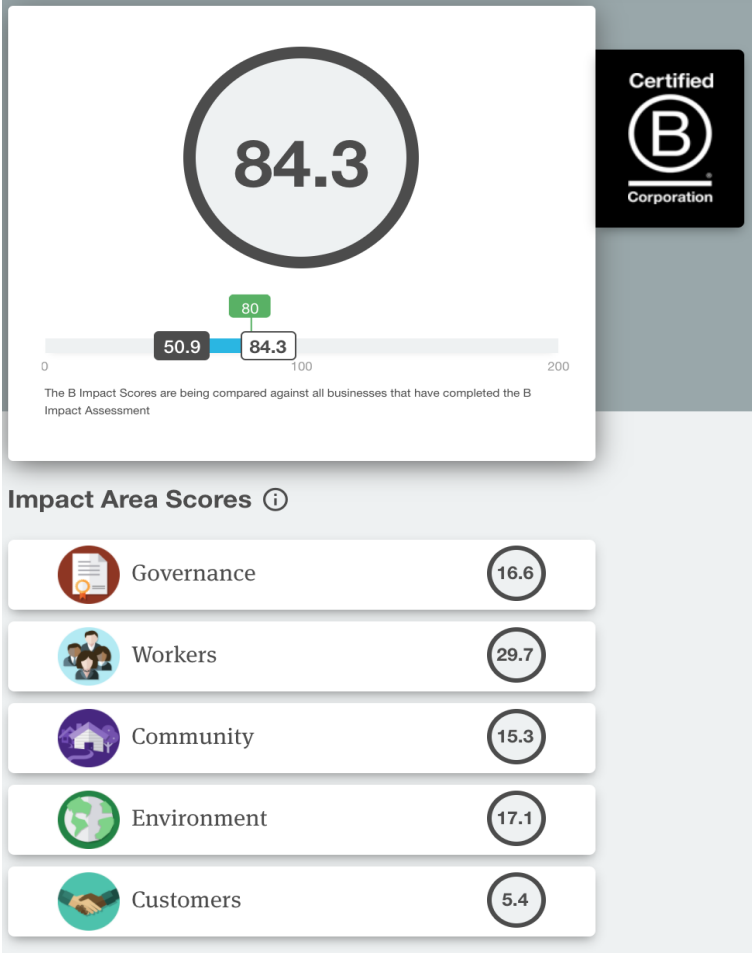 84.3
Certified
B
Corporation
80
50.9
84.3
0
100
200
The B Impact Scores are being compared against all businesses that have completed the B
Impact Assessment
Impact Area Scores i
Governance 16.6
Workers 29.7
Community 15.3
Environment 17.1
Customers 5.4